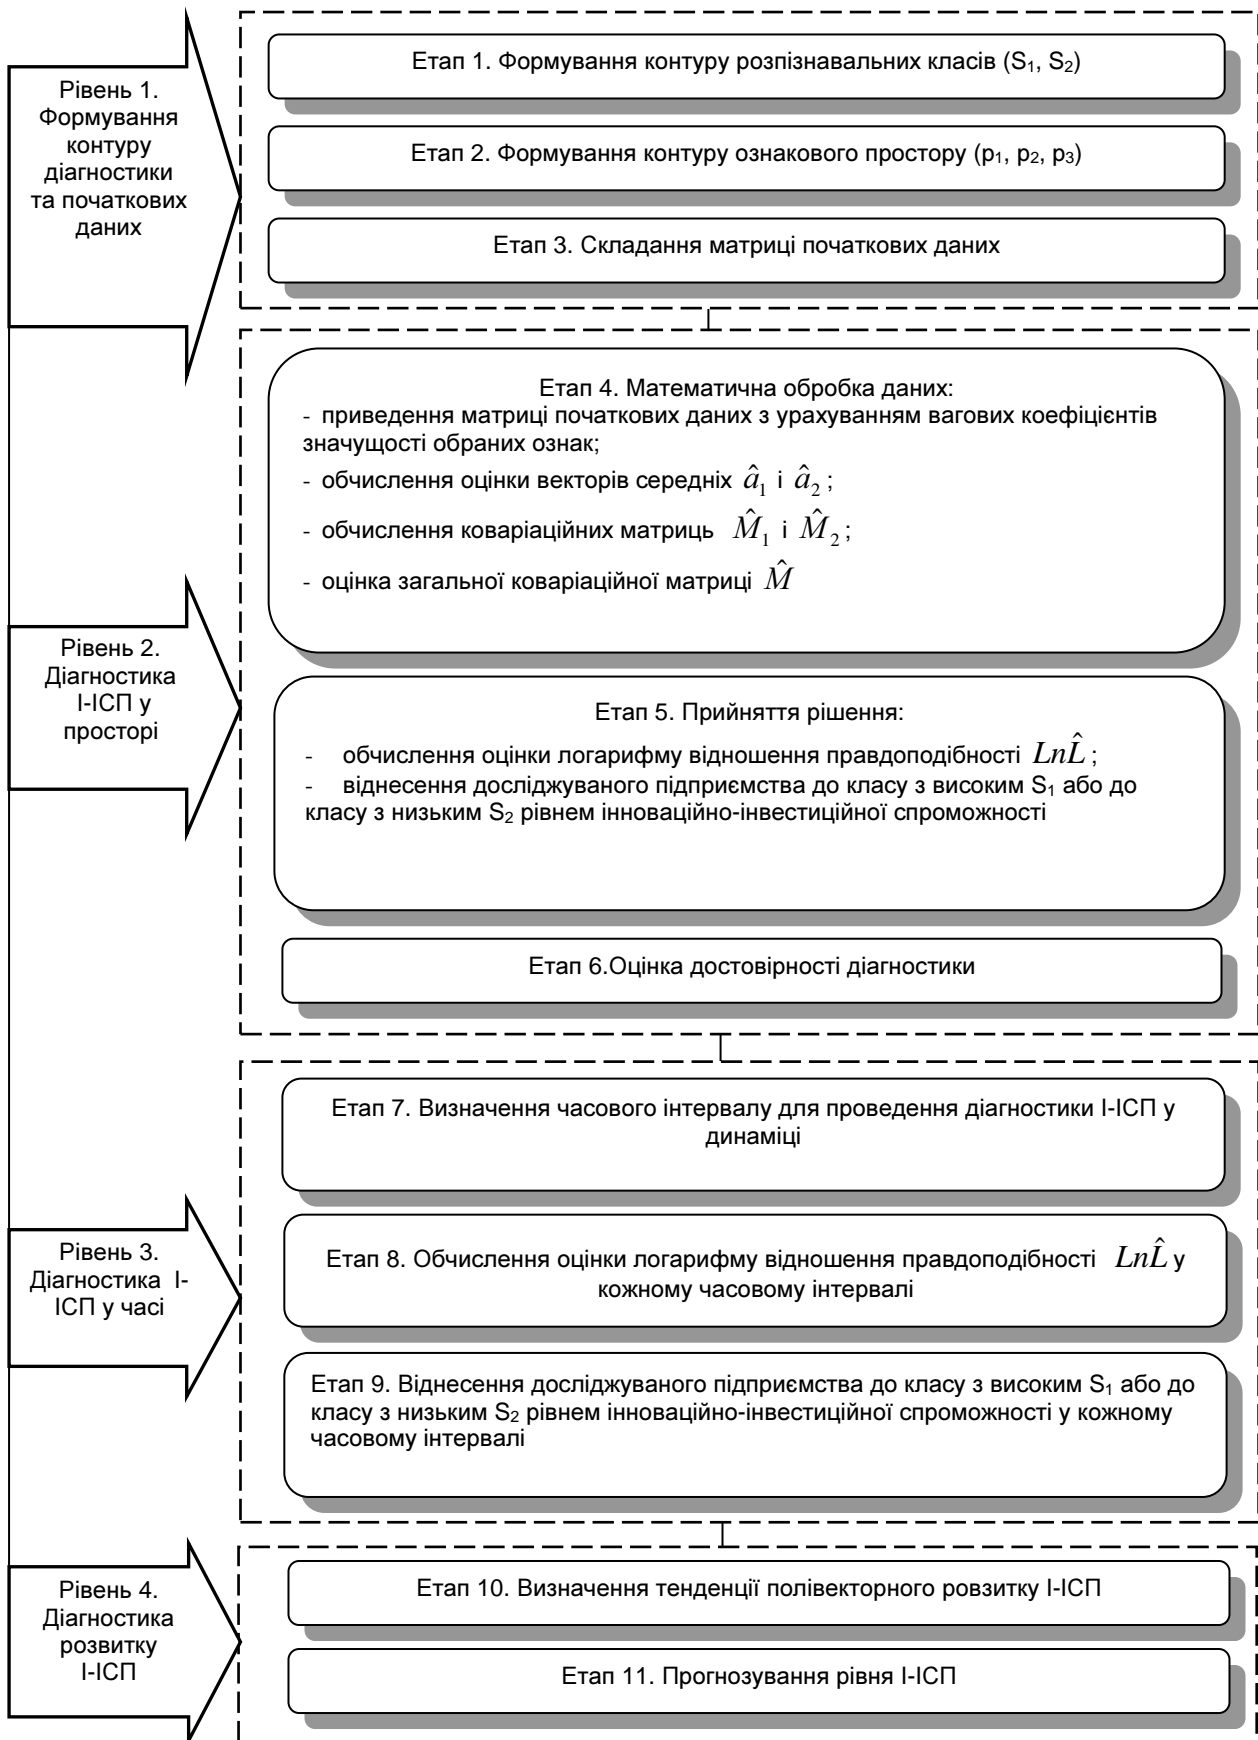 Рівень 1.
Формування
контуру
діагностики
та початкових
даних
Етап 1. Формування контуру розпізнавальних класів (S₁, S₂)
Етап 2. Формування контуру ознакового простору (p₁, p₂, p₃)
Етап 3. Складання матриці початкових даних
Рівень 2.
Діагностика
І-ІСП у
просторі
Етап 4. Математична обробка даних:
- приведення матриці початкових даних з урахуванням вагових коефіцієнтів
значущості обраних ознак;
- обчислення оцінки векторів середніх â₁ і â₂ ;
- обчислення коваріаційних матриць M̂₁ і M̂₂ ;
- оцінка загальної коваріаційної матриці M̂
Етап 5. Прийняття рішення:
- обчислення оцінки логарифму відношення правдоподібності LnL̂ ;
- віднесення досліджуваного підприємства до класу з високим S₁ або до
класу з низьким S₂ рівнем інноваційно-інвестиційної спроможності
Етап 6.Оцінка достовірності діагностики
Рівень 3.
Діагностика І-
ІСП у часі
Етап 7. Визначення часового інтервалу для проведення діагностики І-ІСП у
динаміці
Етап 8. Обчислення оцінки логарифму відношення правдоподібності LnL̂ у
кожному часовому інтервалі
Етап 9. Віднесення досліджуваного підприємства до класу з високим S₁ або до
класу з низьким S₂ рівнем інноваційно-інвестиційної спроможності у кожному
часовому інтервалі
Рівень 4.
Діагностика
розвитку
І-ІСП
Етап 10. Визначення тенденції полівекторного ровзитку І-ІСП
Етап 11. Прогнозування рівня І-ІСП